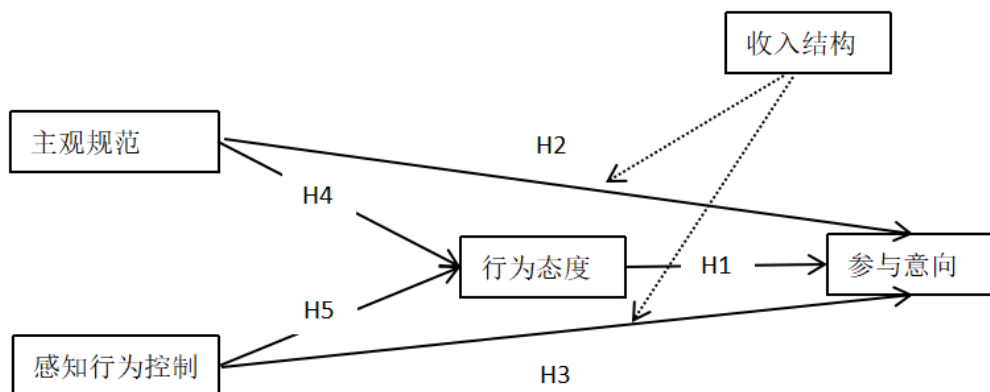 收入结构
主观规范
H2
H4
行为态度
H1
参与意向
H5
感知行为控制
H3